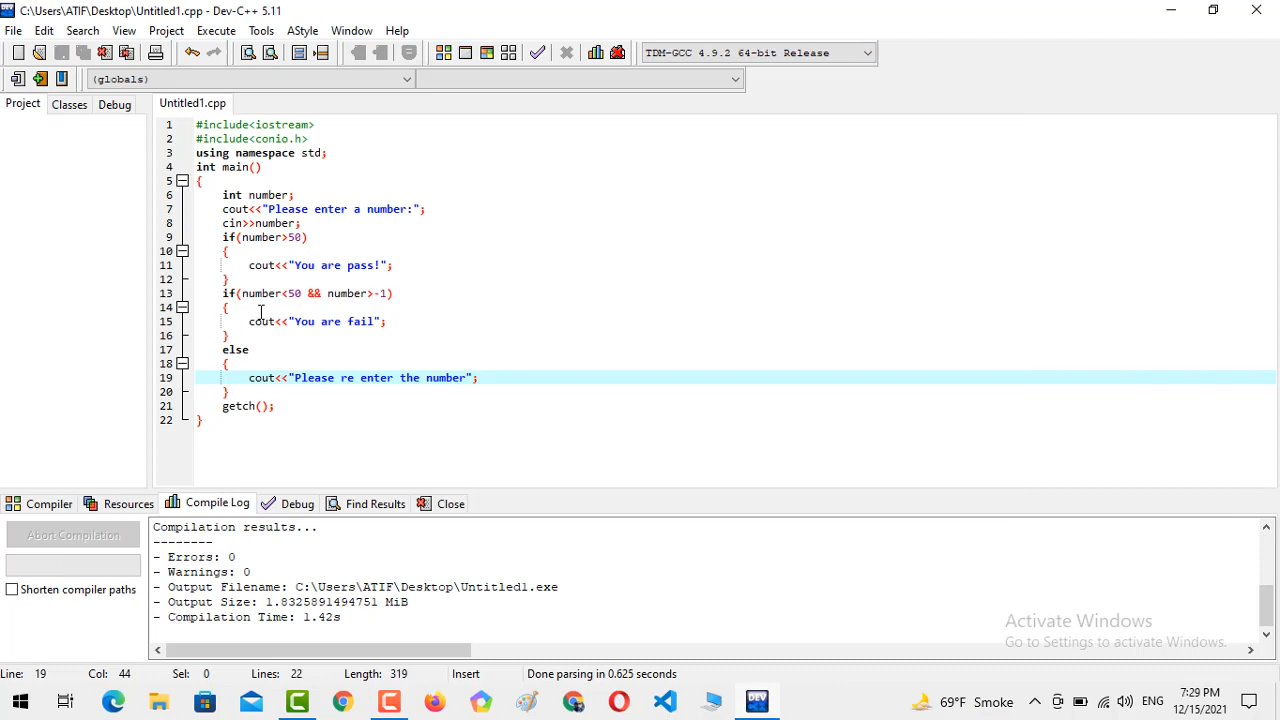 C:\Users\ATIF\Desktop\Untitled1.cpp - Dev-C++ 5.11
File Edit Search View Project Execute Tools AStyle Window Help
TDM-GCC 4.9.2 64-bit Release
(globals)
Project Classes Debug Untitled1.cpp
1 #include<iostream>
2 #include<conio.h>
3 using namespace std;
4 int main()
5 {
6 int number;
7 cout<<"Please enter a number:";
8 cin>>number;
9 if(number>50)
10 {
11 cout<<"You are pass!";
12 }
13 if(number<50 && number>-1)
14 {
15 cout<<"You are fail";
16 }
17 else
18 {
19 cout<<"Please re enter the number";
20 }
21 getch();
22 }
Compiler Resources Compile Log Debug Find Results Close
Abort Compilation
Shorten compiler paths
Compilation results...
--------
- Errors: 0
- Warnings: 0
- Output Filename: C:\Users\ATIF\Desktop\Untitled1.exe
- Output Size: 1.8325891494751 MiB
- Compilation Time: 1.42s
Activate Windows
Go to Settings to activate Windows.
Line: 19 Col: 44 Sel: 0 Lines: 22 Length: 319 Insert Done parsing in 0.625 seconds
69°F Smoke ENG 7:29 PM
12/15/2021